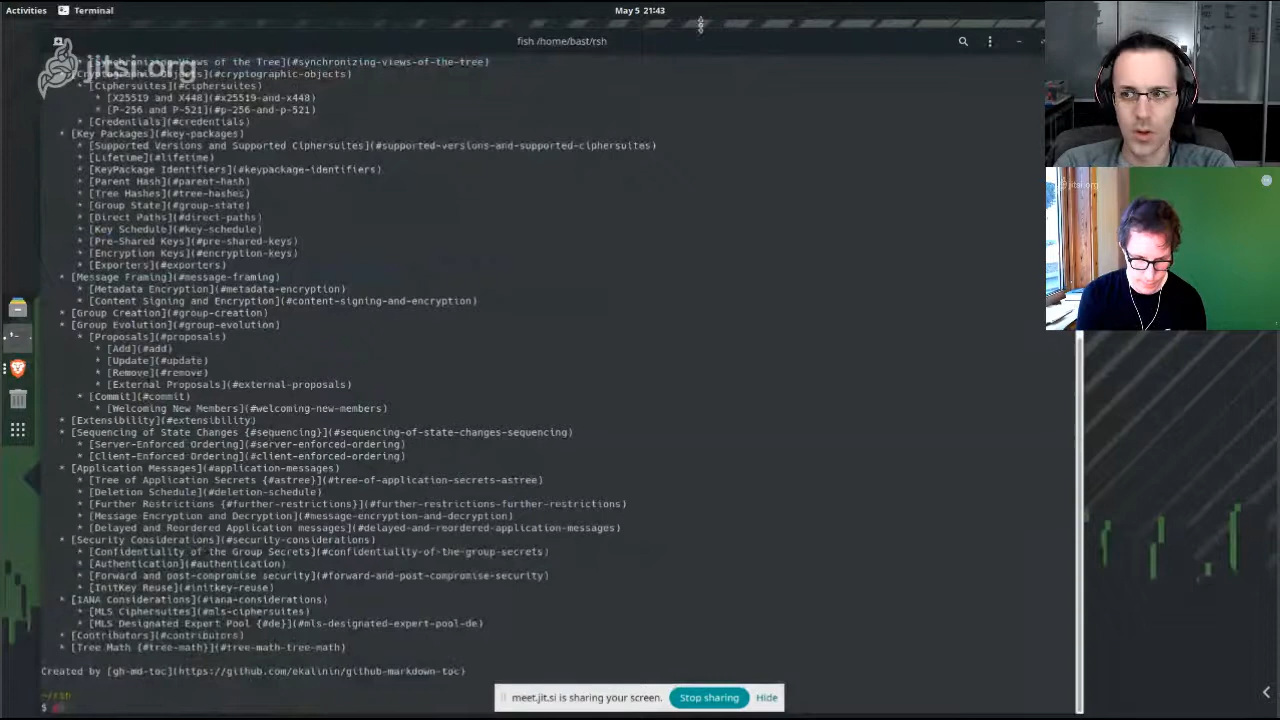 Activities
Terminal
May 5 21:43
fish /home/bast/rsh
jitsi.org
Views of the Tree](#synchronizing-views-of-the-tree)
(#cryptographic-objects)
* [Ciphersuites](#ciphersuites)
* [X25519 and X448](#x25519-and-x448)
* [P-256 and P-521](#p-256-and-p-521)
* [Credentials](#credentials)
* [Key Packages](#key-packages)
* [Supported Versions and Supported Ciphersuites](#supported-versions-and-supported-ciphersuites)
* [Lifetime](#lifetime)
* [KeyPackage Identifiers](#keypackage-identifiers)
* [Parent Hash](#parent-hash)
* [Tree Hashes](#tree-hashes)
* [Group State](#group-state)
* [Direct Paths](#direct-paths)
* [Key Schedule](#key-schedule)
* [Pre-Shared Keys](#pre-shared-keys)
* [Encryption Keys](#encryption-keys)
* [Exporters](#exporters)
* [Message Framing](#message-framing)
* [Metadata Encryption](#metadata-encryption)
* [Content Signing and Encryption](#content-signing-and-encryption)
* [Group Creation](#group-creation)
* [Group Evolution](#group-evolution)
* [Proposals](#proposals)
* [Add](#add)
* [Update](#update)
* [Remove](#remove)
* [External Proposals](#external-proposals)
* [Commit](#commit)
* [Welcoming New Members](#welcoming-new-members)
* [Extensibility](#extensibility)
* [Sequencing of State Changes {#sequencing}](#sequencing-of-state-changes-sequencing)
* [Server-Enforced Ordering](#server-enforced-ordering)
* [Client-Enforced Ordering](#client-enforced-ordering)
* [Application Messages](#application-messages)
* [Tree of Application Secrets {#astree}](#tree-of-application-secrets-astree)
* [Deletion Schedule](#deletion-schedule)
* [Further Restrictions {#further-restrictions}](#further-restrictions-further-restrictions)
* [Message Encryption and Decryption](#message-encryption-and-decryption)
* [Delayed and Reordered Application messages](#delayed-and-reordered-application-messages)
* [Security Considerations](#security-considerations)
* [Confidentiality of the Group Secrets](#confidentiality-of-the-group-secrets)
* [Authentication](#authentication)
* [Forward and post-compromise security](#forward-and-post-compromise-security)
* [InitKey Reuse](#initkey-reuse)
* [IANA Considerations](#iana-considerations)
* [MLS Ciphersuites](#mls-ciphersuites)
* [MLS Designated Expert Pool {#de}](#mls-designated-expert-pool-de)
* [Contributors](#contributors)
* [Tree Math {#tree-math}](#tree-math-tree-math)
Created by [gh-md-toc](https://github.com/ekalinin/github-markdown-toc)
~/rsh
$
meet.jit.si is sharing your screen.
Stop sharing
Hide
jitsi.org